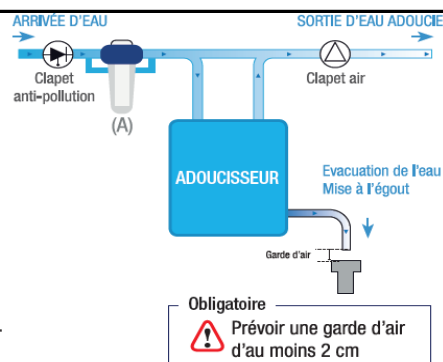 ARRIVÉE D'EAU
SORTIE D'EAU ADOUCIE
Clapet
anti-pollution
(A)
Clapet air
ADOUCISSEUR
Evacuation de l'eau
Mise à l'égout
Garde d'air
Obligatoire
Prévoir une garde d'air
d'au moins 2 cm